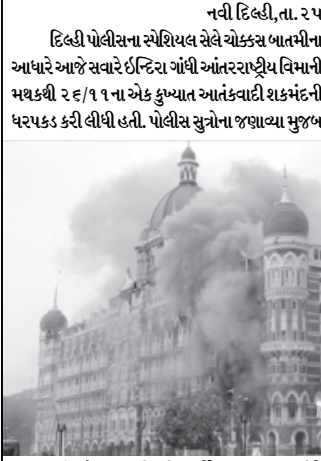 નવી દિલ્હી,તા. ૨૫
દિલ્હી પોલીસના સ્પેશિયલ સેલે ચોક્કસ બાતમીના
આધારે આજે સવારે ઇન્દિરા ગાંધી આંતરરાષ્ટ્રીય વિમાની
મથકથી ૨૬/૧૧ના એક કુખ્યાત આતંકવાદી શકમંદની
ધરપકડ કરી લીધી હતી. પોલીસ સુત્રોના જણાવ્યા મુજબ